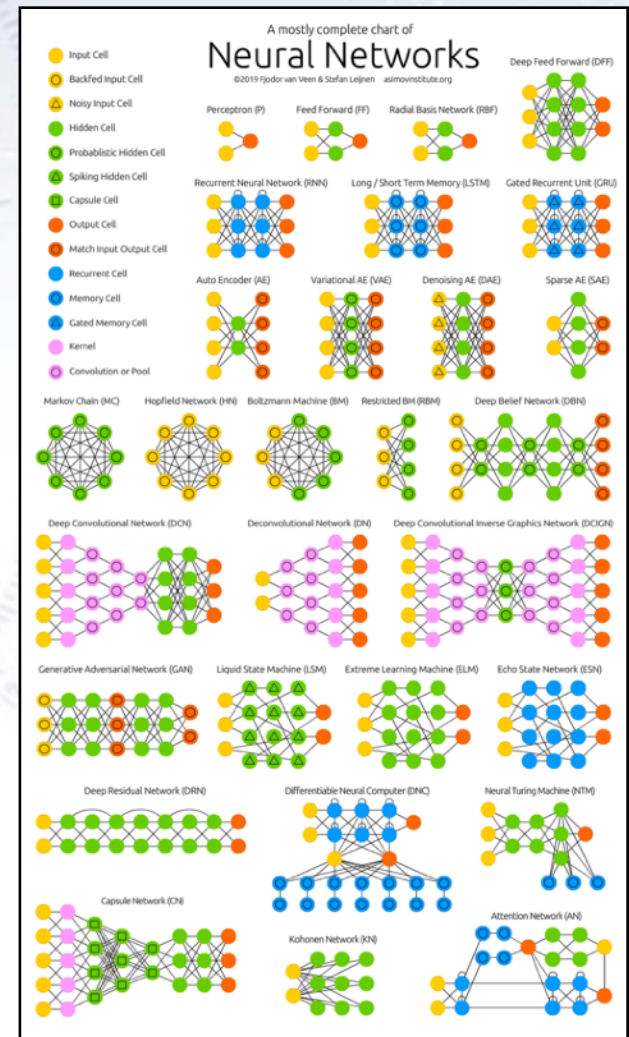 A mostly complete chart of
Neural Networks
©2019 Fjodor van Veen & Stefan Leijnen asimovinstitute.org
Input Cell
Backfed Input Cell
Noisy Input Cell
Hidden Cell
Probablistic Hidden Cell
Spiking Hidden Cell
Capsule Cell
Output Cell
Match Input Output Cell
Recurrent Cell
Memory Cell
Gated Memory Cell
Kernel
Convolution or Pool
Deep Feed Forward (DFF)
Perceptron (P) Feed Forward (FF) Radial Basis Network (RBF)
Recurrent Neural Network (RNN) Long / Short Term Memory (LSTM) Gated Recurrent Unit (GRU)
Auto Encoder (AE) Variational AE (VAE) Denoising AE (DAE) Sparse AE (SAE)
Markov Chain (MC) Hopfield Network (HN) Boltzmann Machine (BM) Restricted BM (RBM) Deep Belief Network (DBN)
Deep Convolutional Network (DCN) Deconvolutional Network (DN) Deep Convolutional Inverse Graphics Network (DCIGN)
Generative Adversarial Network (GAN) Liquid State Machine (LSM) Extreme Learning Machine (ELM) Echo State Network (ESN)
Deep Residual Network (DRN) Differentiable Neural Computer (DNC) Neural Turing Machine (NTM)
Capsule Network (CN) Kohonen Network (KN) Attention Network (AN)